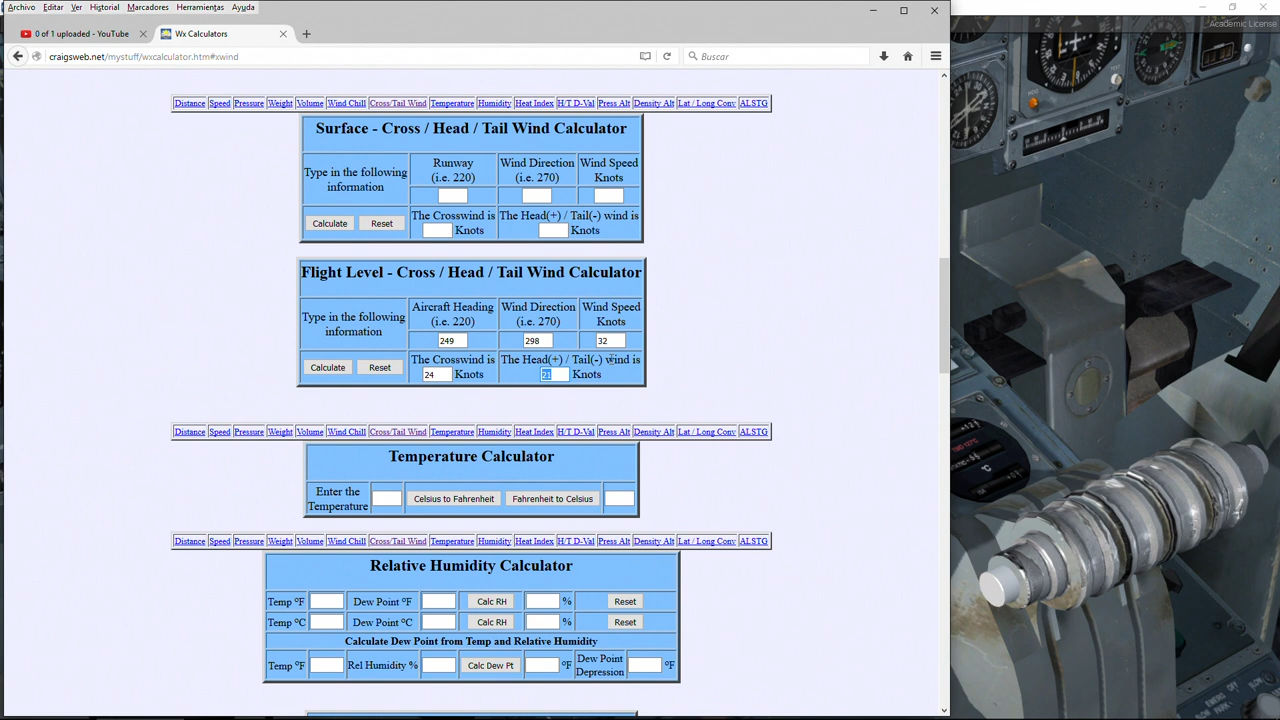 Archivo Editar Ver Historial Marcadores Herramientas Ayuda
0 of 1 uploaded - YouTube
Wx Calculators
craigsweb.net/mystuff/wxcalculator.htm#xwind
Buscar
Academic License
Distance Speed Pressure Weight Volume Wind Chill Cross/Tail Wind Temperature Humidity Heat Index H/T D-Val Press Alt Density Alt Lat / Long Conv ALSTG
Surface - Cross / Head / Tail Wind Calculator
Type in the following information
Runway (i.e. 220)
Wind Direction (i.e. 270)
Wind Speed Knots
Calculate Reset
The Crosswind is
Knots
The Head(+) / Tail(-) wind is
Knots
Flight Level - Cross / Head / Tail Wind Calculator
Type in the following information
Aircraft Heading (i.e. 220)
Wind Direction (i.e. 270)
Wind Speed Knots
249 298 32
Calculate Reset
The Crosswind is
24 Knots
The Head(+) / Tail(-) wind is
21 Knots
Distance Speed Pressure Weight Volume Wind Chill Cross/Tail Wind Temperature Humidity Heat Index H/T D-Val Press Alt Density Alt Lat / Long Conv ALSTG
Temperature Calculator
Enter the Temperature
Celsius to Fahrenheit Fahrenheit to Celsius
Distance Speed Pressure Weight Volume Wind Chill Cross/Tail Wind Temperature Humidity Heat Index H/T D-Val Press Alt Density Alt Lat / Long Conv ALSTG
Relative Humidity Calculator
Temp ºF Dew Point ºF Calc RH % Reset
Temp ºC Dew Point ºC Calc RH % Reset
Calculate Dew Point from Temp and Relative Humidity
Temp ºF Rel Humidity % Calc Dew Pt ºF Dew Point Depression ºF